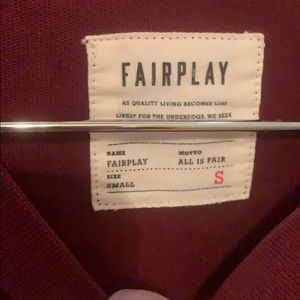 FAIRPLAY
AS QUALITY LIVING BECOMES LESS
LIKELY FOR THE UNDERDOGS, WE SEEK
NAME
FAIRPLAY
MOTTO
ALL IS FAIR
SIZE
SMALL
S